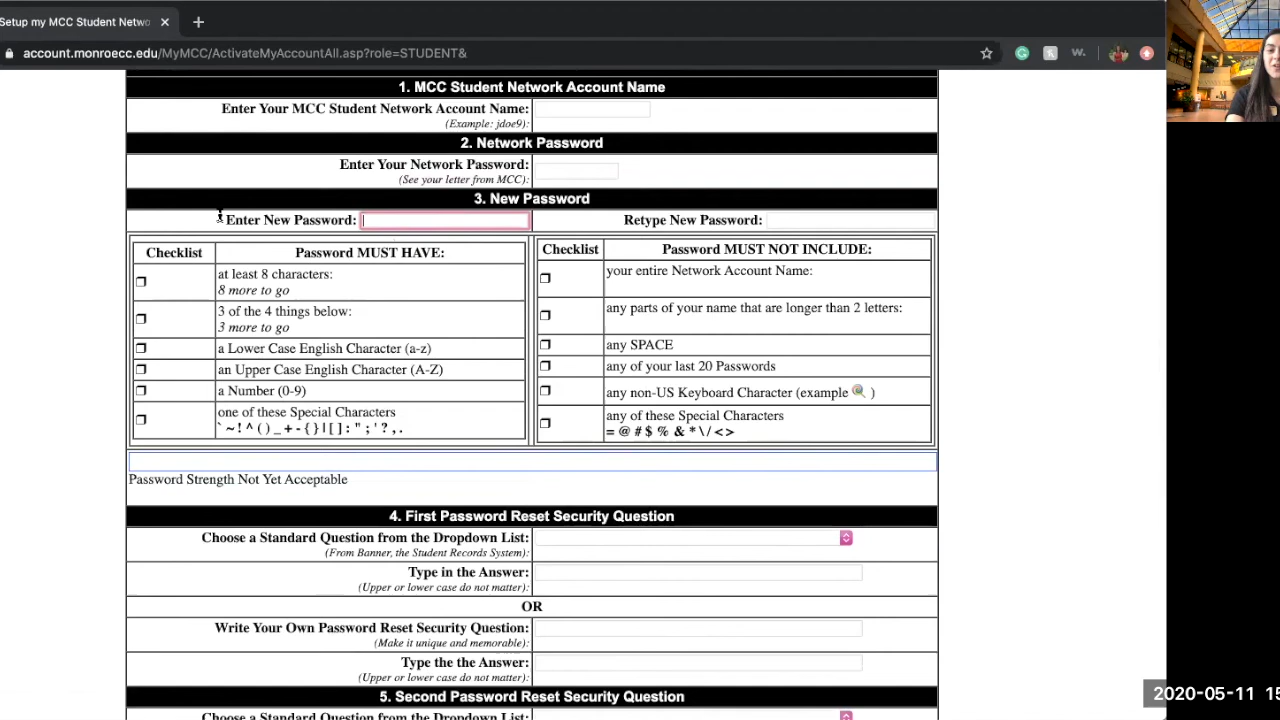 Setup my MCC Student Netwo
account.monroecc.edu/MyMCC/ActivateMyAccountAll.asp?role=STUDENT&
1. MCC Student Network Account Name
Enter Your MCC Student Network Account Name:
(Example: jdoe9):
2. Network Password
Enter Your Network Password:
(See your letter from MCC):
3. New Password
Enter New Password:
Retype New Password:
Checklist Password MUST HAVE:
at least 8 characters:
8 more to go
3 of the 4 things below:
3 more to go
a Lower Case English Character (a-z)
an Upper Case English Character (A-Z)
a Number (0-9)
one of these Special Characters
` ~ ! ^ ( ) _ + - { } | [ ] : " ; ' ? , .
Checklist Password MUST NOT INCLUDE:
your entire Network Account Name:
any parts of your name that are longer than 2 letters:
any SPACE
any of your last 20 Passwords
any non-US Keyboard Character (example )
any of these Special Characters
= @ # $ % & * \ / < >
Password Strength Not Yet Acceptable
4. First Password Reset Security Question
Choose a Standard Question from the Dropdown List:
(From Banner, the Student Records System):
Type in the Answer:
(Upper or lower case do not matter):
OR
Write Your Own Password Reset Security Question:
(Make it unique and memorable):
Type the the Answer:
(Upper or lower case do not matter):
5. Second Password Reset Security Question
Choose a Standard Question from the Dropdown List:
2020-05-11 15